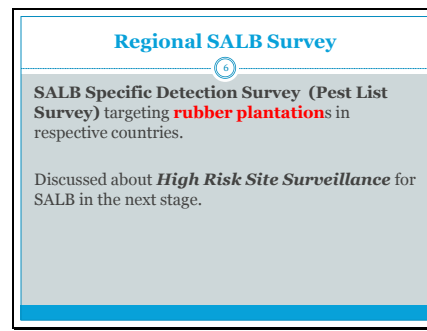 Regional SALB Survey
6
SALB Specific Detection Survey (Pest List
Survey) targeting rubber plantations in
respective countries.
Discussed about High Risk Site Surveillance for
SALB in the next stage.